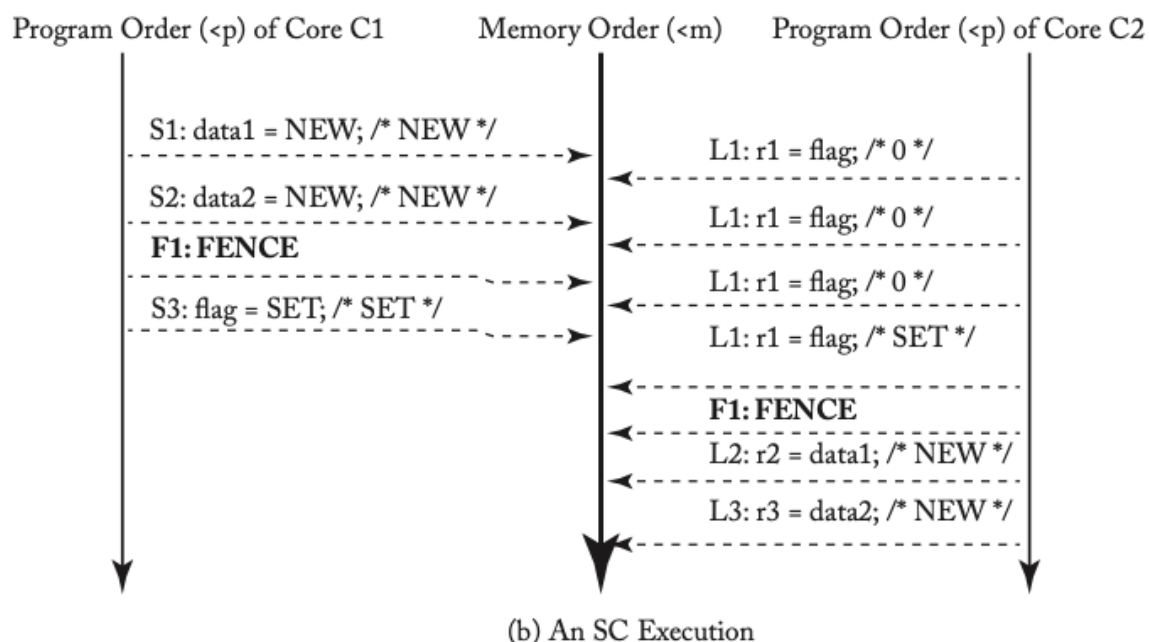 Program Order (<p) of Core C1
Memory Order (<m)
Program Order (<p) of Core C2
S1: data1 = NEW; /* NEW */
L1: r1 = flag; /* 0 */
S2: data2 = NEW; /* NEW */
L1: r1 = flag; /* 0 */
F1: FENCE
L1: r1 = flag; /* 0 */
S3: flag = SET; /* SET */
L1: r1 = flag; /* SET */
F1: FENCE
L2: r2 = data1; /* NEW */
L3: r3 = data2; /* NEW */
(b) An SC Execution